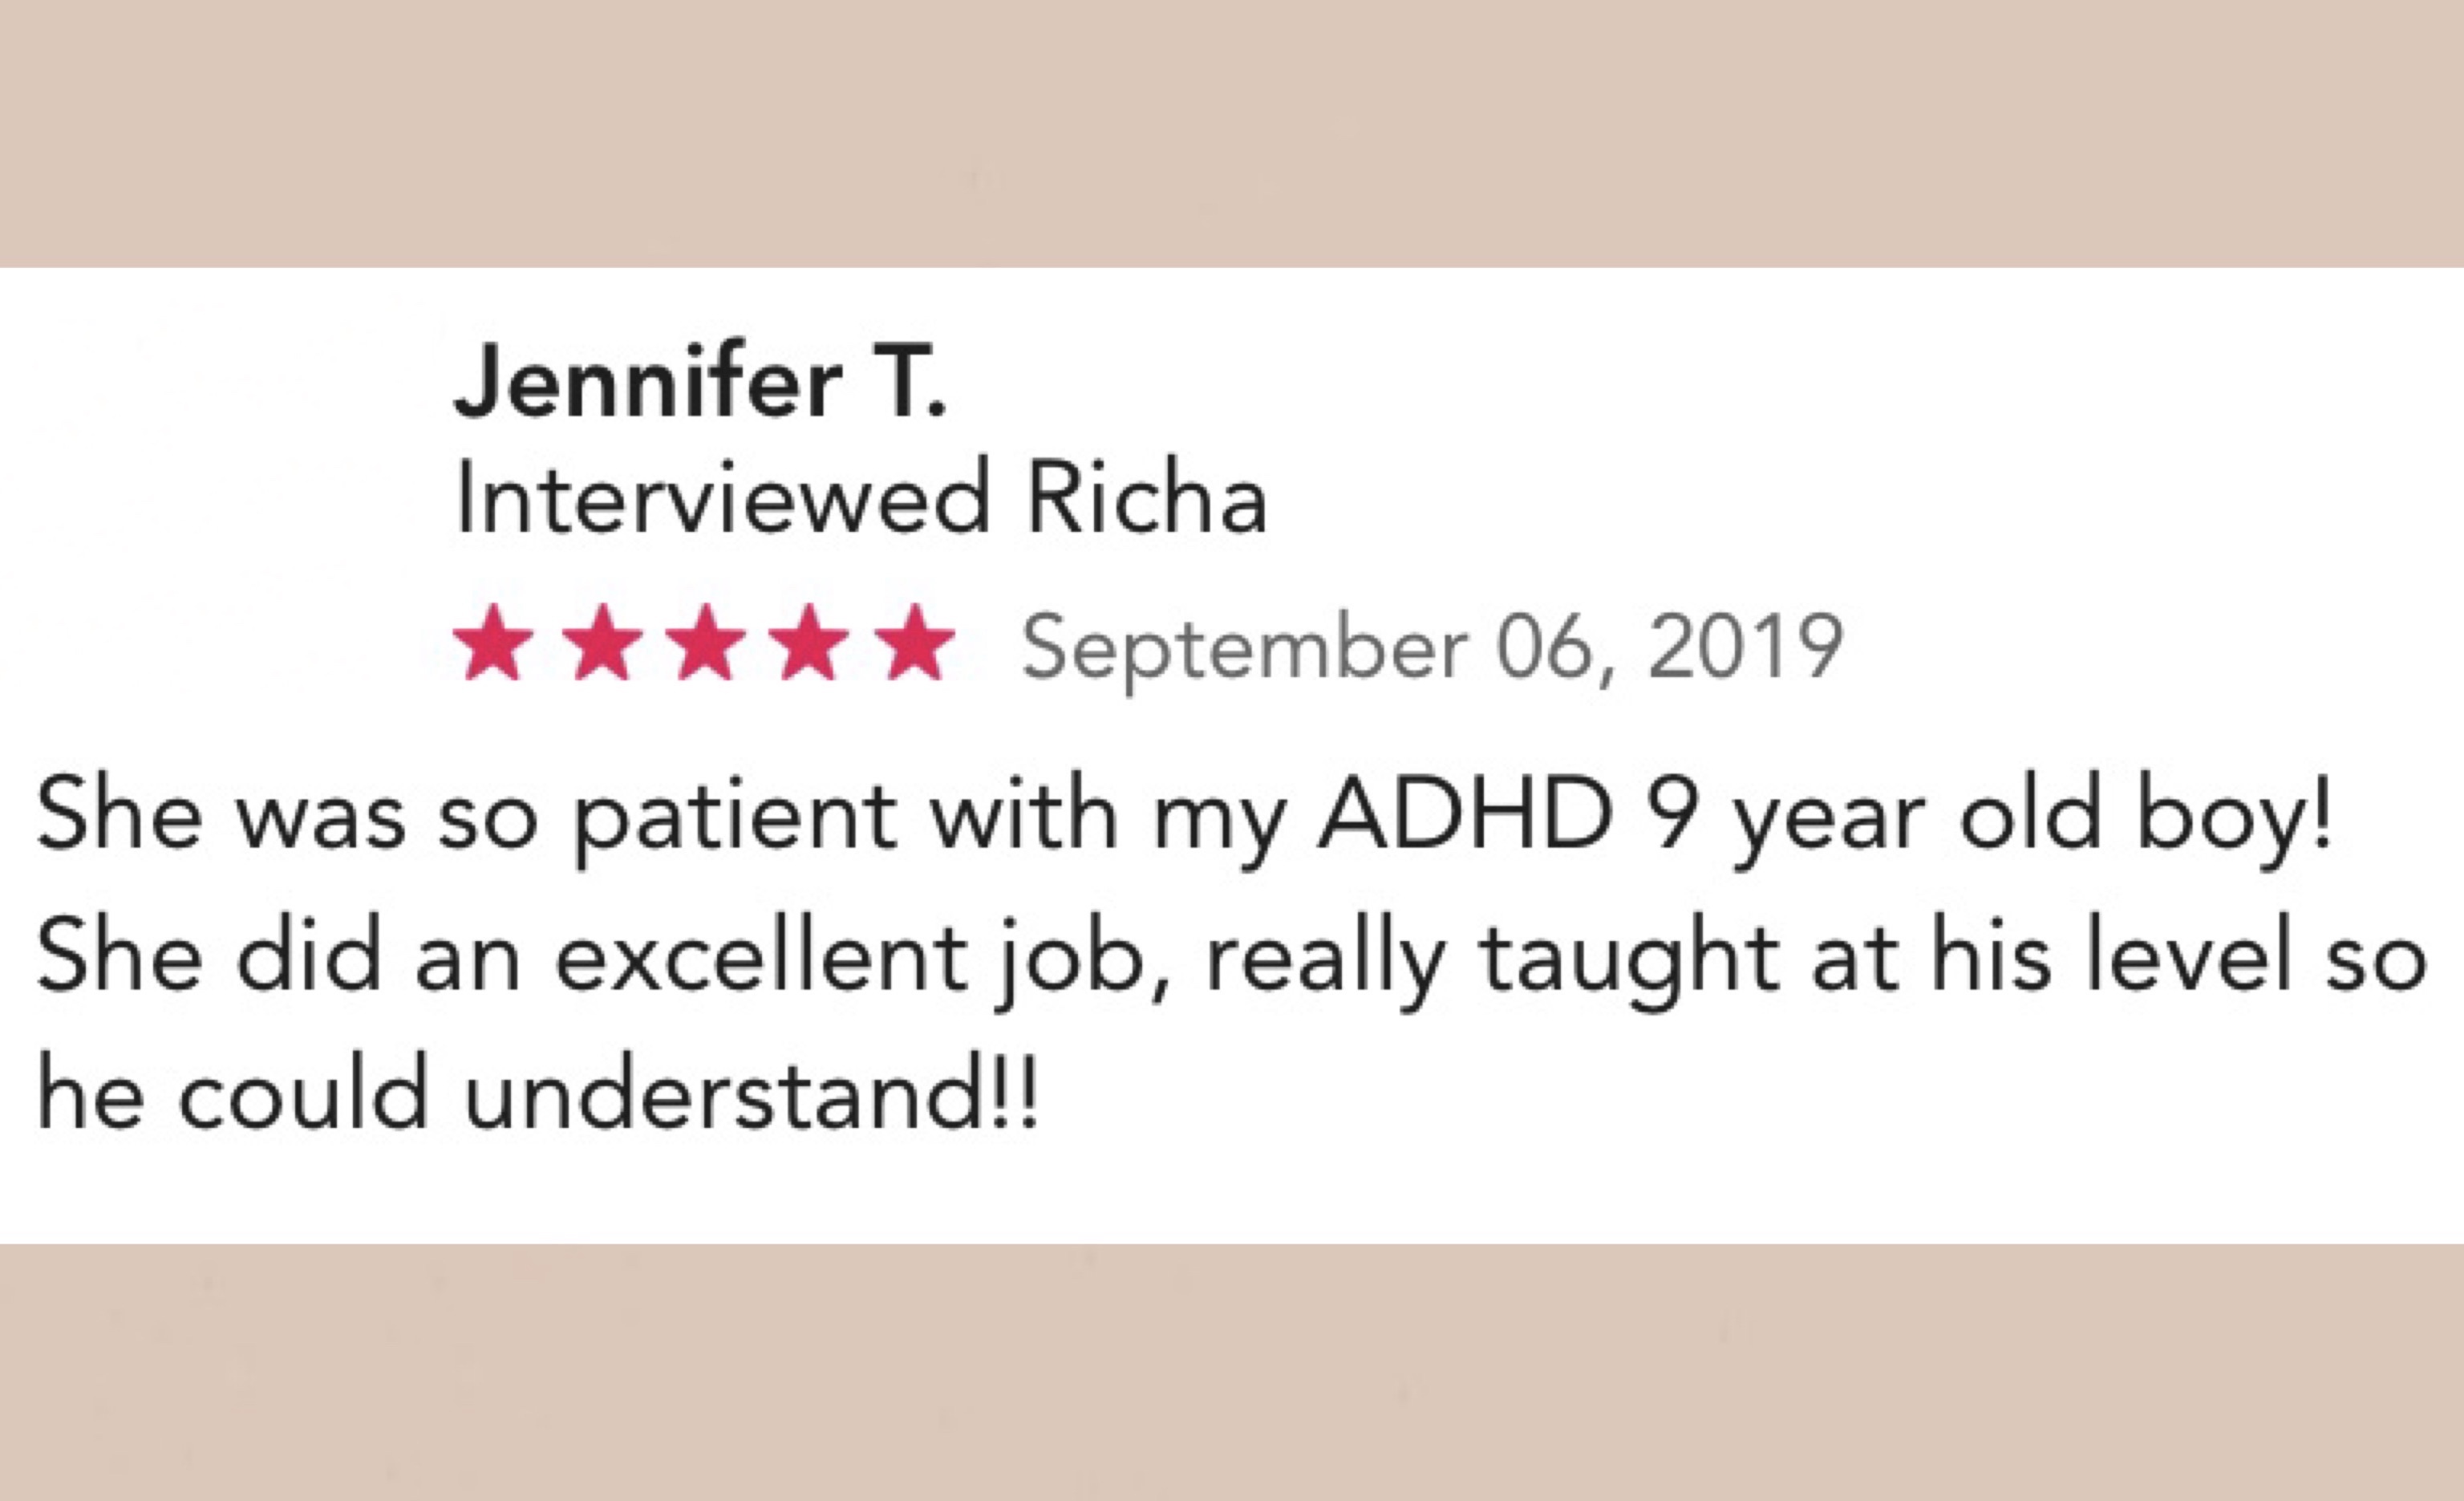 Jennifer T.
Interviewed Richa
September 06, 2019
She was so patient with my ADHD 9 year old boy!
She did an excellent job, really taught at his level so
he could understand!!